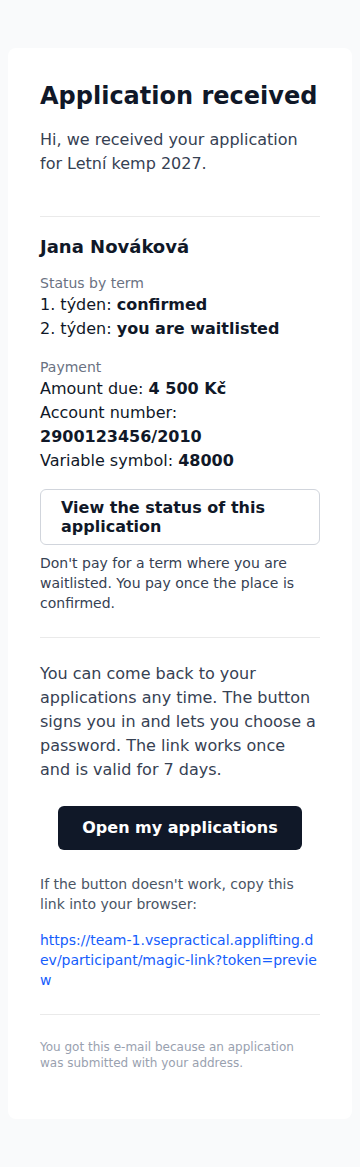 Application received
Hi, we received your application
for Letní kemp 2027.
Jana Nováková
Status by term
1. týden: confirmed
2. týden: you are waitlisted
Payment
Amount due: 4 500 Kč
Account number:
2900123456/2010
Variable symbol: 48000
View the status of this
application
Don't pay for a term where you are
waitlisted. You pay once the place is
confirmed.
You can come back to your
applications any time. The button
signs you in and lets you choose a
password. The link works once
and is valid for 7 days.
Open my applications
If the button doesn't work, copy this
link into your browser:
https://team-1.vsepractical.applifting.d
ev/participant/magic-link?token=previe
w
You got this e-mail because an application
was submitted with your address.